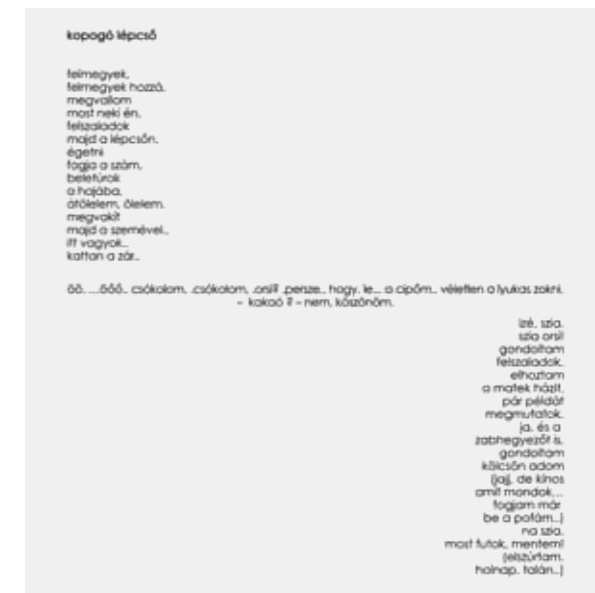 kopogó lépcső
felmegyek,
felmegyek hozzá,
megvallom
most neki én.
felszaladok
majd a lépcsőn.
égetni
fogja a szám,
beletúrok
a hajába,
átölelem, ölelem.
megvakít
majd a szemével..
itt vagyok...
kattan a zár..
öö. ....ööö.. csókolom, .csókolom, .orsi? .persze., hogy. le... a cipőm.. véletlen a lyukas zokni.
– kakaó ? – nem, köszönöm.
izé.. szia.
szia orsi!
gondoltam
felszaladok.
elhoztam
a matek házit.
pár példát
megmutatok.
ja. és a
zabhegyezőt is.
gondoltam
kölcsön adom
(jajj, de kínos
amit mondok,...
fogjam már
be a pofám..)
na szia.
most futok, mentem!
(elszúrtam.
holnap. talán..)